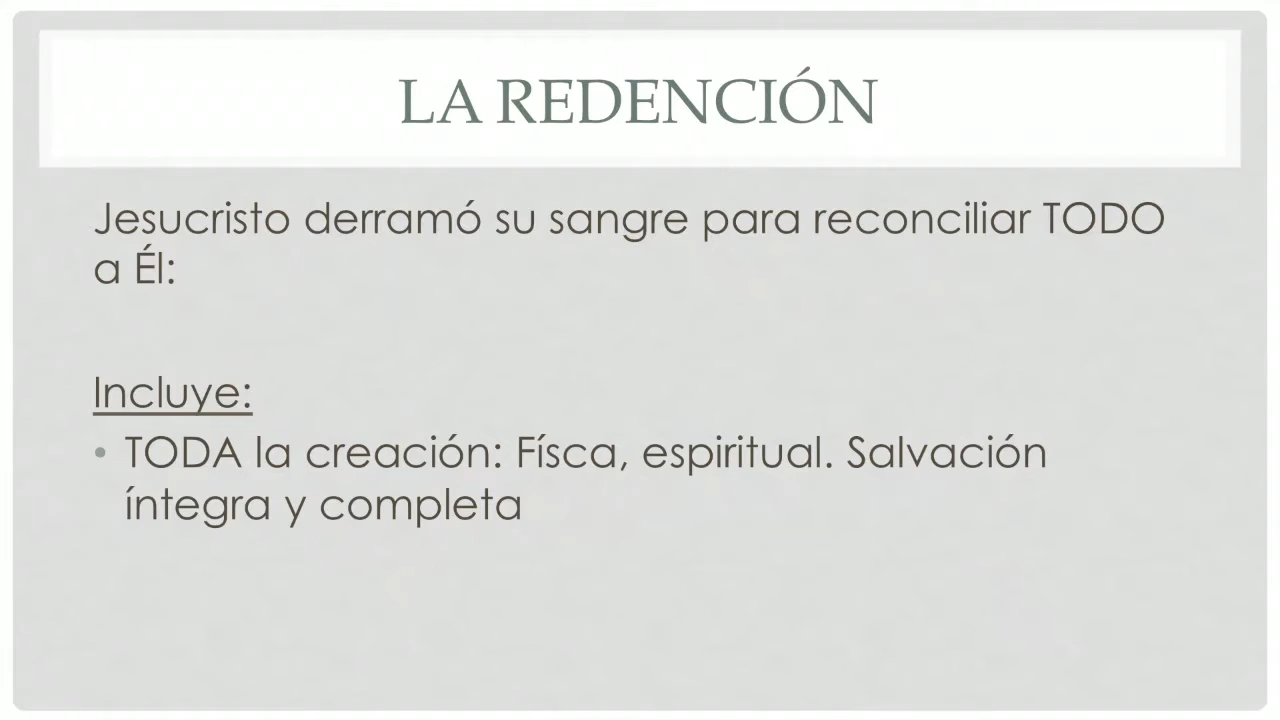 LA REDENCIÓN
Jesucristo derramó su sangre para reconciliar TODO
a Él:
Incluye:
• TODA la creación: Físca, espiritual. Salvación
íntegra y completa